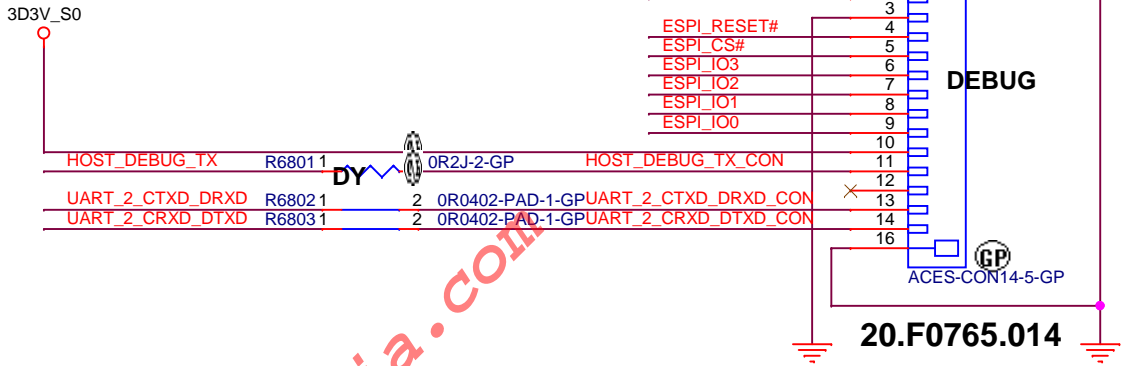 3D3V_S0
3
ESPI_RESET# 4
ESPI_CS# 5
ESPI_IO3 6
ESPI_IO2 7
DEBUG
ESPI_IO1 8
ESPI_IO0 9
10
HOST_DEBUG_TX R6801 1 DY 0R2J-2-GP HOST_DEBUG_TX_CON 11
12
UART_2_CTXD_DRXD R6802 1 2 0R0402-PAD-1-GP UART_2_CTXD_DRXD_CON 13
UART_2_CRXD_DTXD R6803 1 2 0R0402-PAD-1-GP UART_2_CRXD_DTXD_CON 14
16
GP
ACES-CON14-5-GP
20.F0765.014
a.com